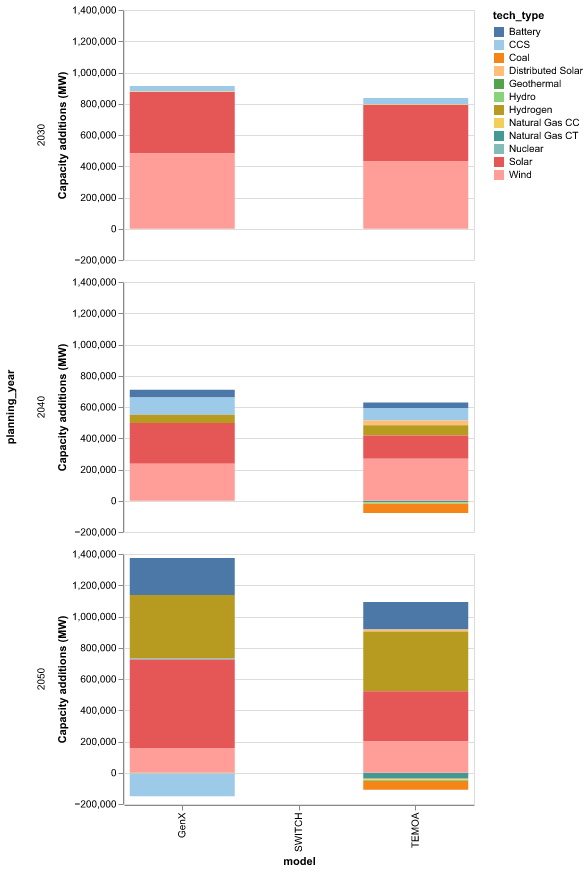 tech_type
Battery
CCS
Coal
Distributed Solar
Geothermal
Hydro
Hydrogen
Natural Gas CC
Natural Gas CT
Nuclear
Solar
Wind
planning_year
2030
Capacity additions (MW)
1,400,000
1,200,000
1,000,000
800,000
600,000
400,000
200,000
0
−200,000
2040
Capacity additions (MW)
1,400,000
1,200,000
1,000,000
800,000
600,000
400,000
200,000
0
−200,000
2050
Capacity additions (MW)
1,400,000
1,200,000
1,000,000
800,000
600,000
400,000
200,000
0
−200,000
GenX
SWITCH
TEMOA
model